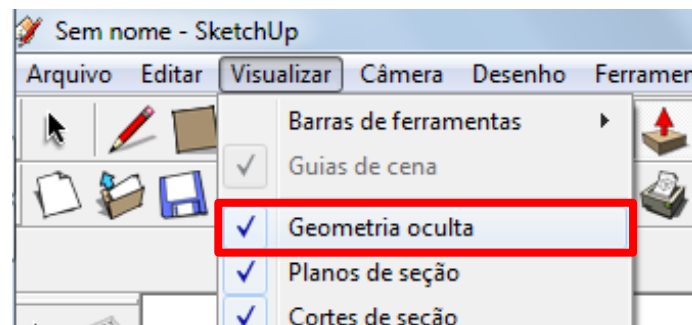 Sem nome - SketchUp
Arquivo Editar Visualizar Câmera Desenho Ferramen
Barras de ferramentas
Guias de cena
Geometria oculta
Planos de seção
Cortes de seção